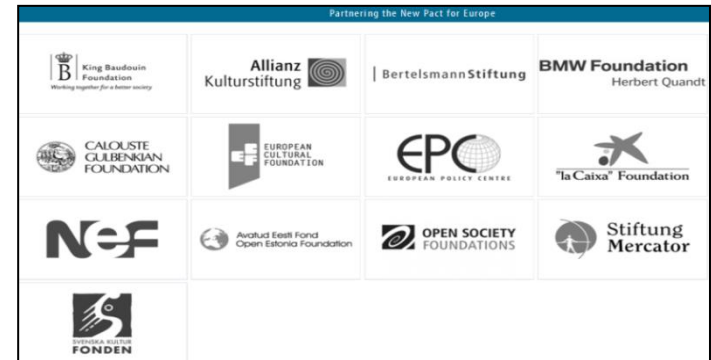 Partnering the New Pact for Europe
King Baudouin
Foundation
Working together for a better society
Allianz
Kulturstiftung
BertelsmannStiftung
BMW Foundation
Herbert Quandt
CALOUSTE
GULBENKIAN
FOUNDATION
EUROPEAN
CULTURAL
FOUNDATION
EPC
EUROPEAN POLICY CENTRE
"la Caixa" Foundation
NEF
Avatud Eesti Fond
Open Estonia Foundation
OPEN SOCIETY
FOUNDATIONS
Stiftung
Mercator
SVENSKA KULTUR
FONDEN